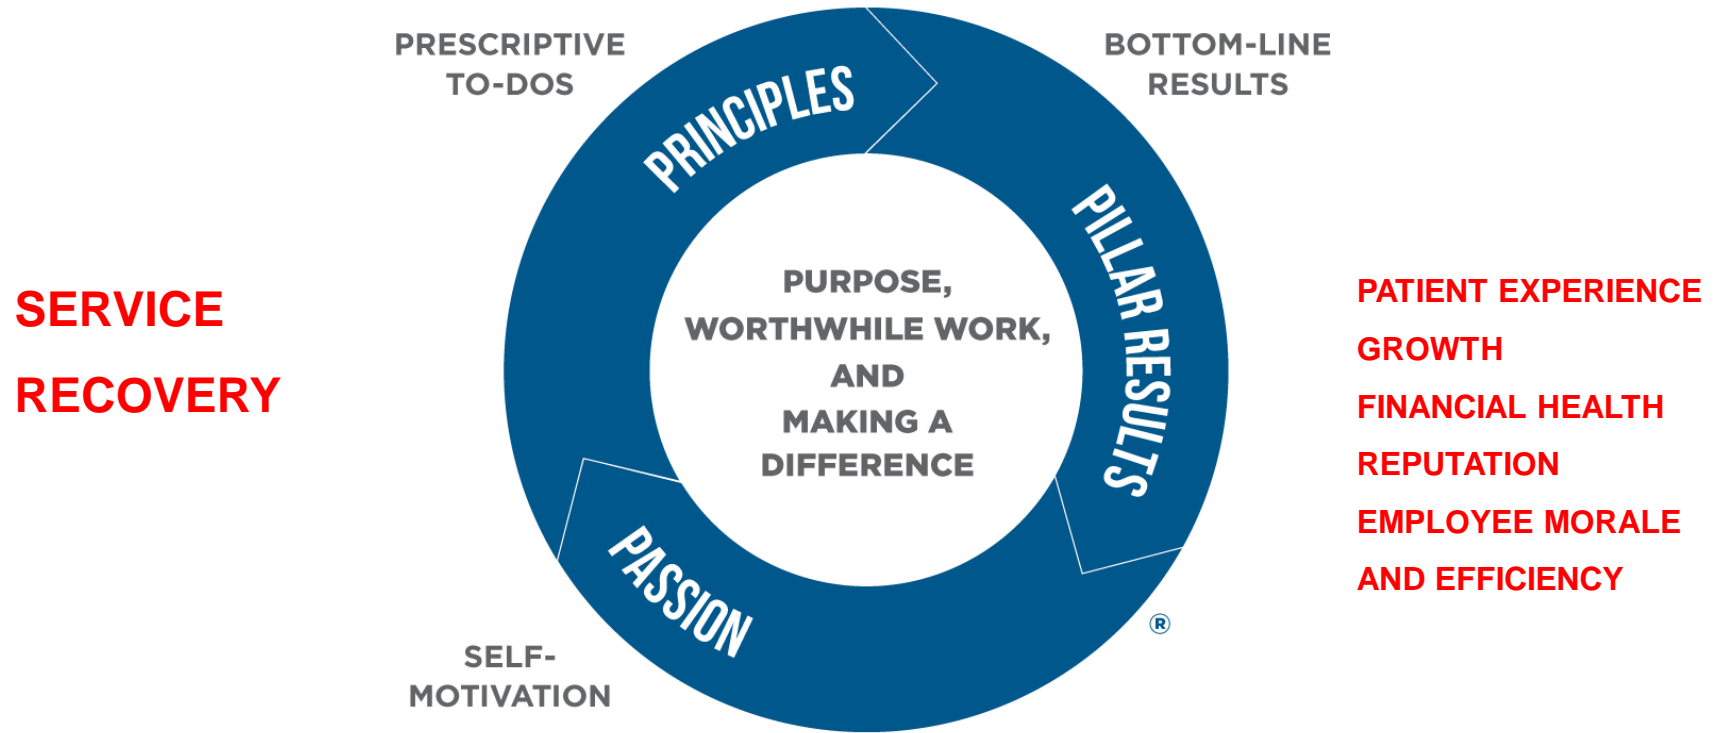 PRESCRIPTIVE
TO-DOS
BOTTOM-LINE
RESULTS
PRINCIPLES
PILLAR RESULTS
PASSION
PURPOSE,
WORTHWHILE WORK,
AND
MAKING A
DIFFERENCE
SERVICE
RECOVERY
PATIENT EXPERIENCE
GROWTH
FINANCIAL HEALTH
REPUTATION
EMPLOYEE MORALE
AND EFFICIENCY
SELF-
MOTIVATION
®